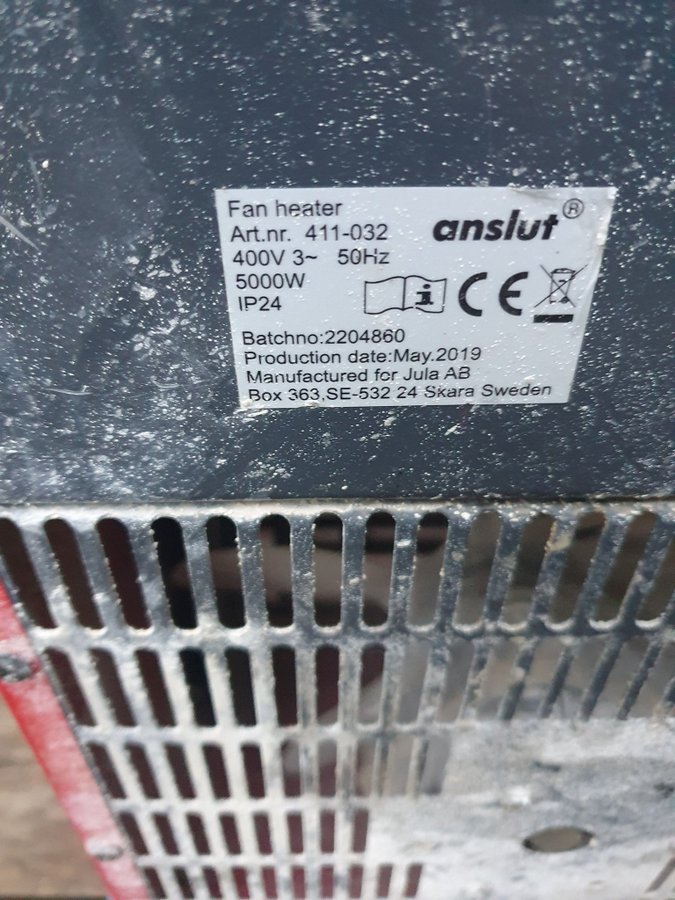 Fan heater
Art.nr. 411-032
anslut®
400V 3~ 50Hz
5000W
IP24
CE
Batchno:2204860
Production date:May.2019
Manufactured for Jula AB
Box 363,SE-532 24 Skara Sweden